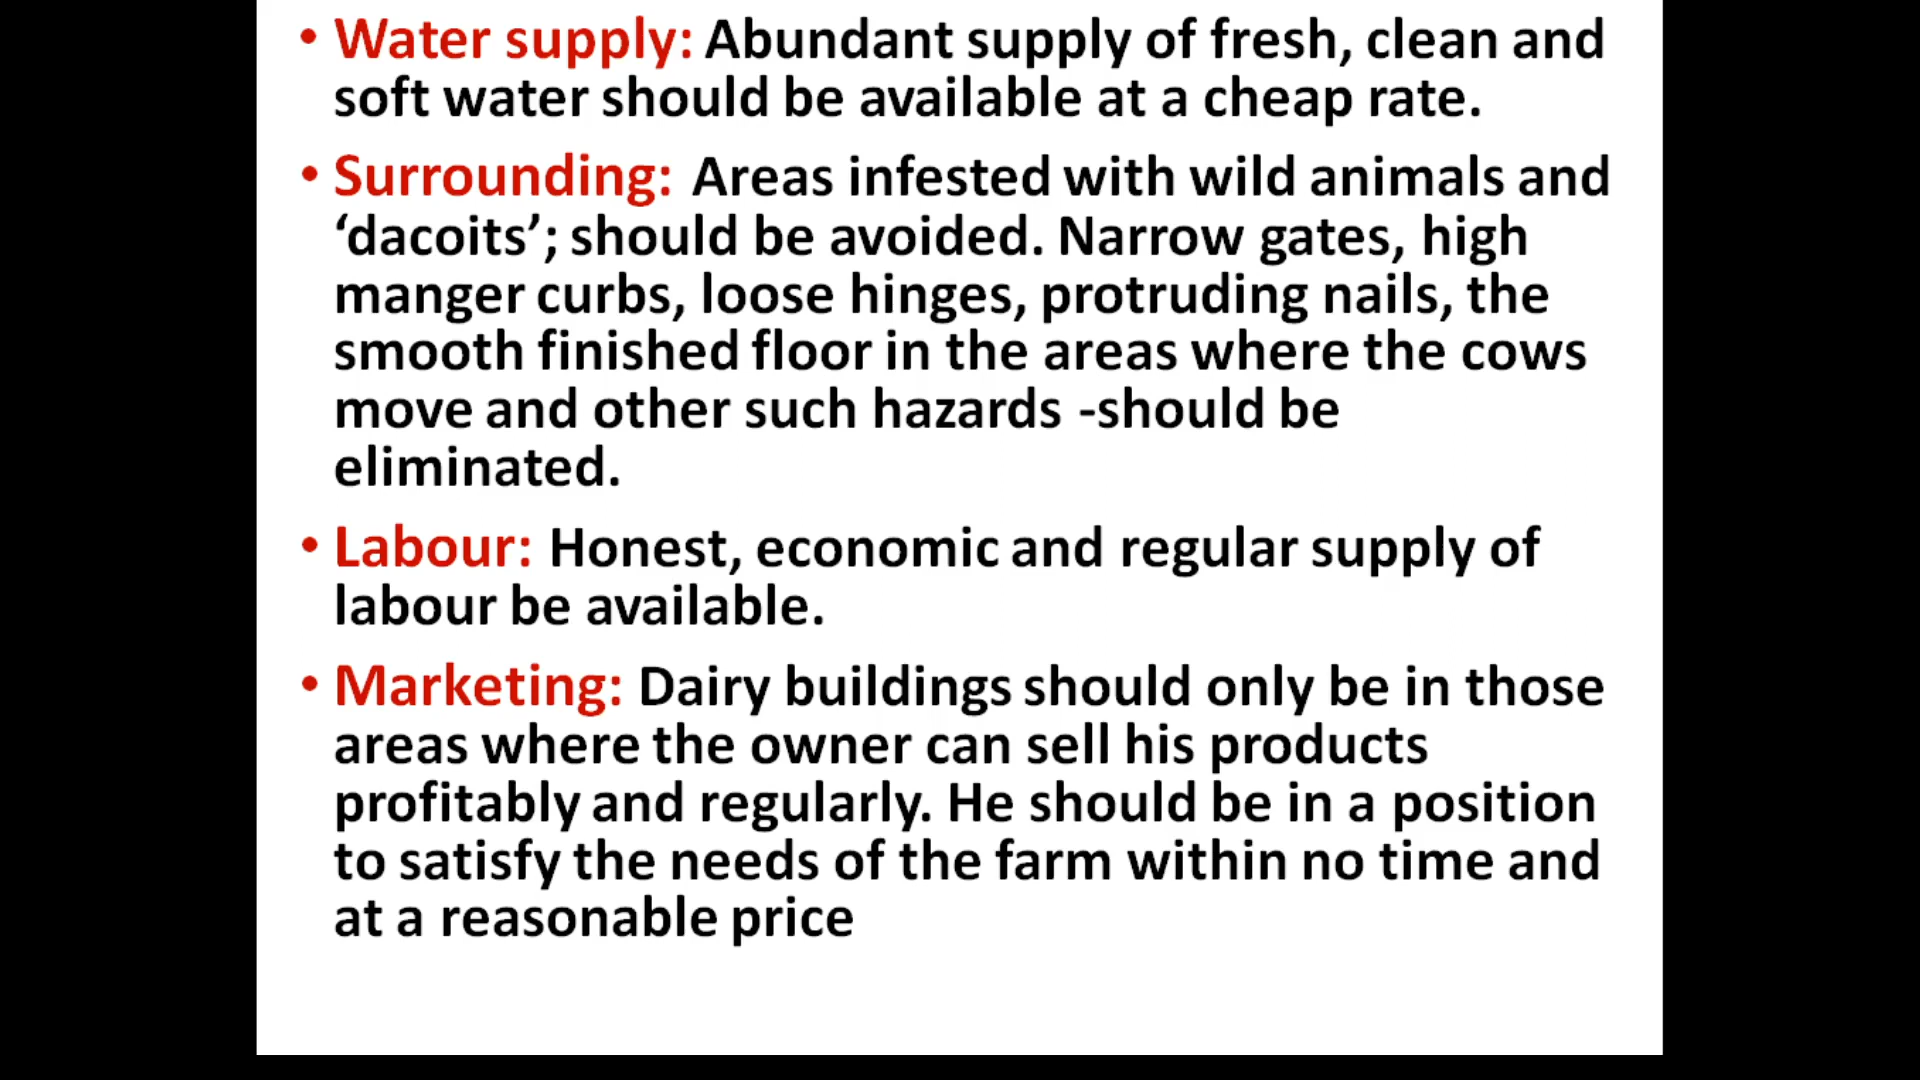 • Water supply: Abundant supply of fresh, clean and
soft water should be available at a cheap rate.
• Surrounding: Areas infested with wild animals and
‘dacoits’; should be avoided. Narrow gates, high
manger curbs, loose hinges, protruding nails, the
smooth finished floor in the areas where the cows
move and other such hazards -should be
eliminated.
• Labour: Honest, economic and regular supply of
labour be available.
• Marketing: Dairy buildings should only be in those
areas where the owner can sell his products
profitably and regularly. He should be in a position
to satisfy the needs of the farm within no time and
at a reasonable price